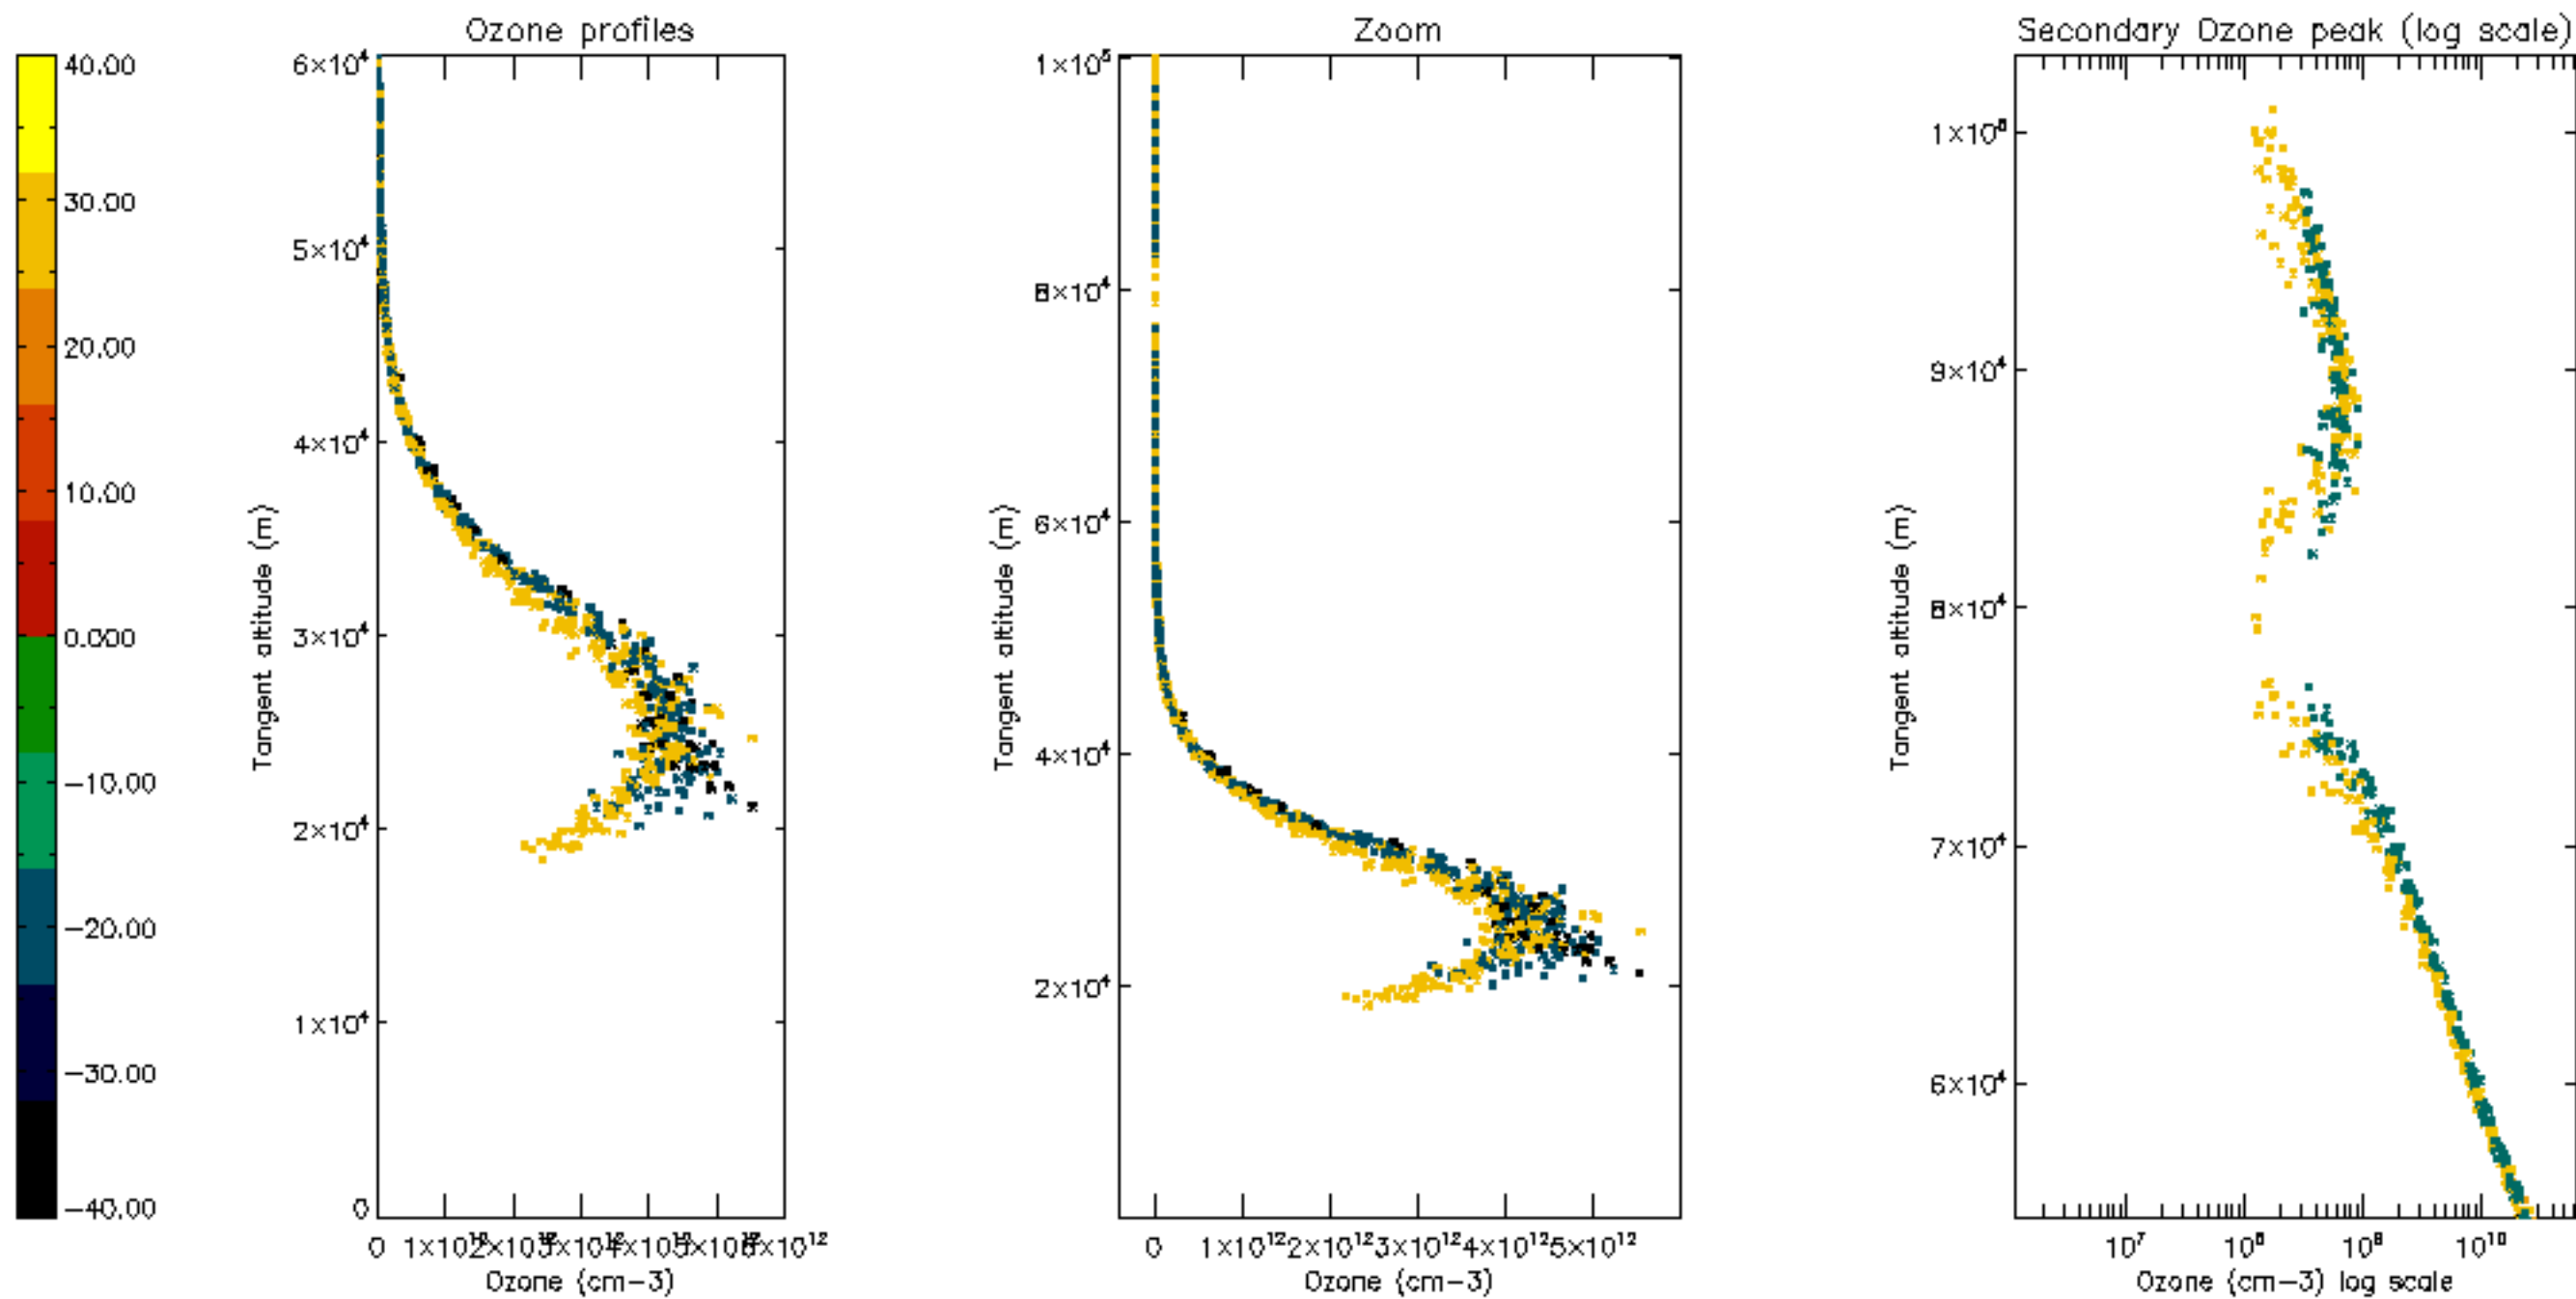 Ozone profiles
Zoom
Secondary Ozone peak (log scale)
40.00
30.00
20.00
10.00
−10.00
−20.00
−30.00
−40.00
6×10⁴
5×10⁴
4×10⁴
3×10⁴
2×10⁴
1×10⁴
0
Tangent altitude (m)
0
Ozone (cm−3)
1×10⁵
8×10⁴
6×10⁴
4×10⁴
2×10⁴
Tangent altitude (m)
0 1×10¹² 2×10¹² 3×10¹² 4×10¹² 5×10¹²
Ozone (cm−3)
9×10⁴
8×10⁴
7×10⁴
6×10⁴
Tangent altitude (m)
10⁷ 10⁸ 10⁹ 10¹⁰
Ozone (cm−3) log scale